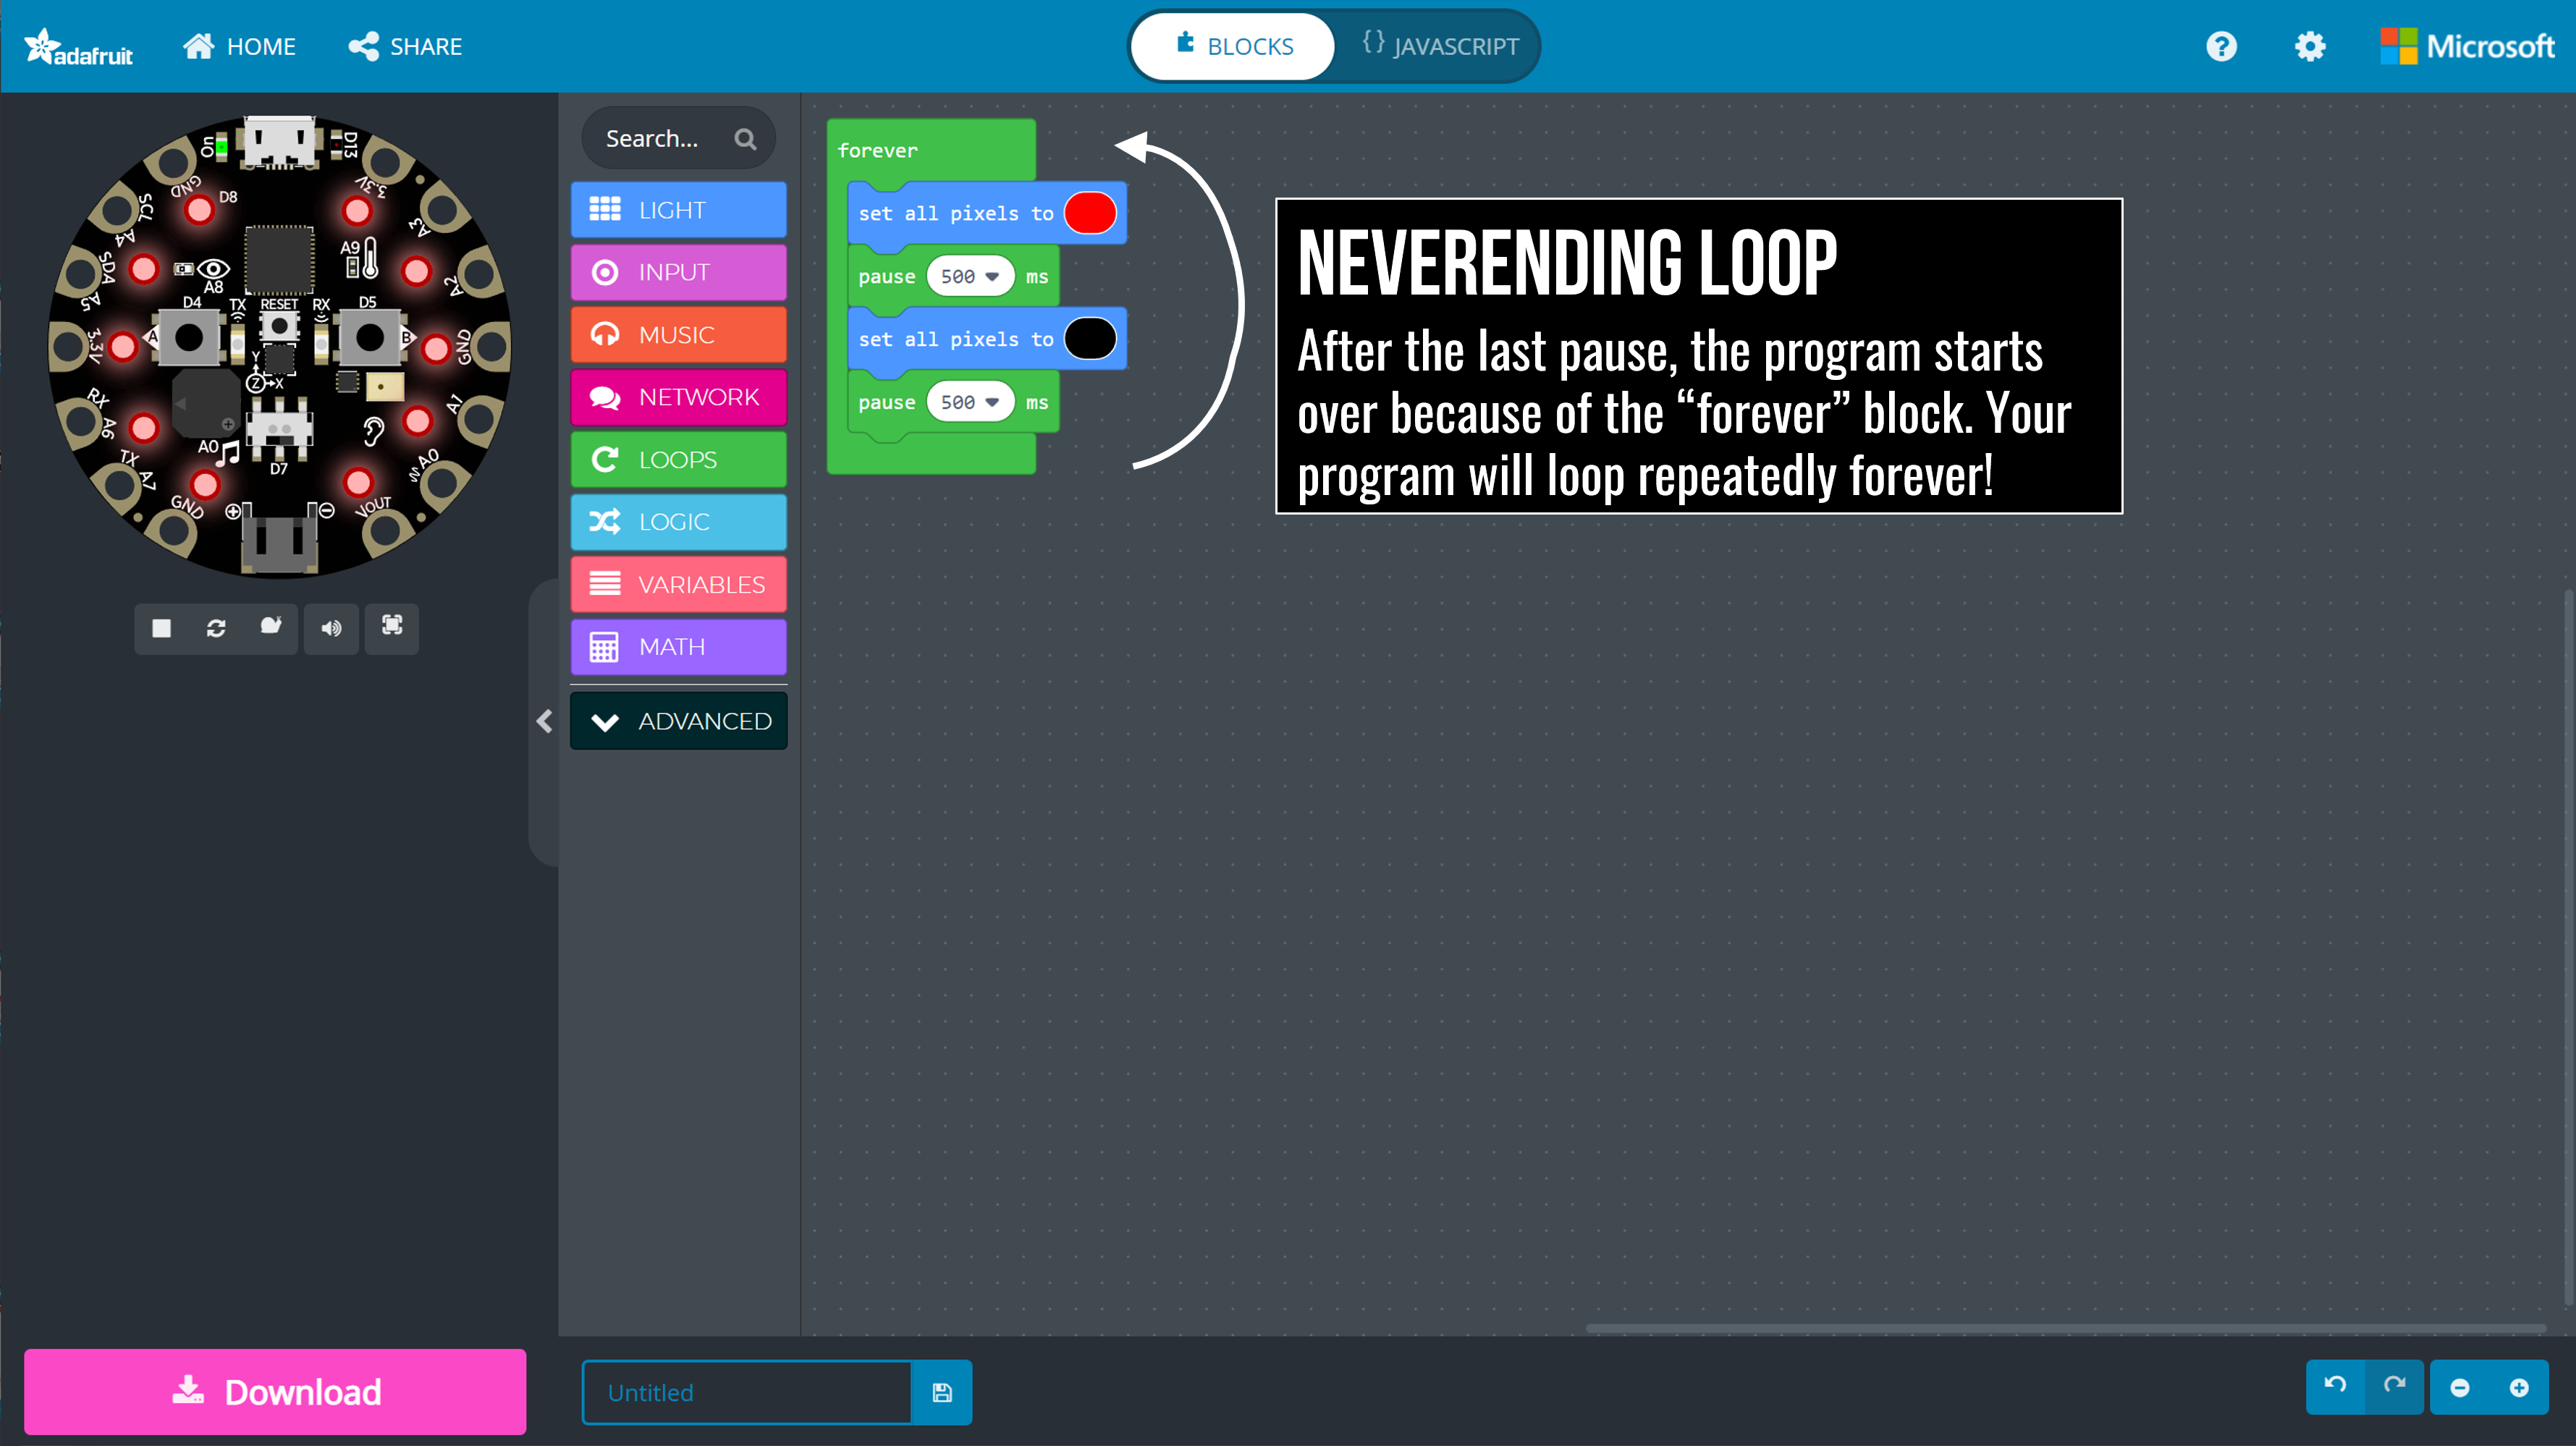 adafruit
HOME
SHARE
BLOCKS
{} JAVASCRIPT
?
Microsoft
On
D13
GND
D8
3.3V
SCL
A4
A3
SDA
A5
A9
A8
A2
D4
TX
RESET
RX
D5
3.3V
A
B
GND
Y
Z
X
RX
A6
A1
A0
D7
TX
A7
A0
GND
VOUT
Search...
LIGHT
INPUT
MUSIC
NETWORK
LOOPS
LOGIC
VARIABLES
MATH
ADVANCED
forever
set all pixels to
pause 500 ms
set all pixels to
pause 500 ms
NEVERENDING LOOP
After the last pause, the program starts
over because of the “forever” block. Your
program will loop repeatedly forever!
Download
Untitled